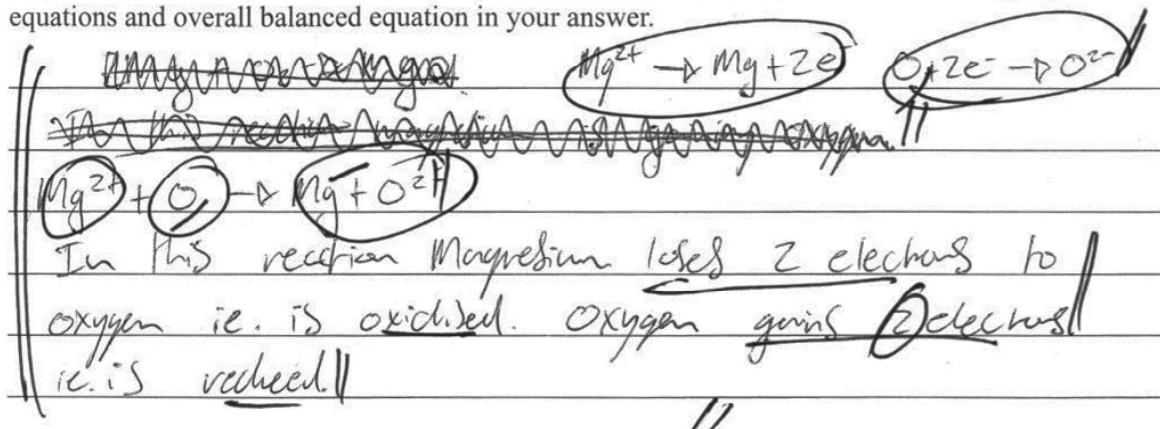 equations and overall balanced equation in your answer.
Mg²⁺ → Mg + 2e⁻ O + 2e⁻ → O²⁻
Mg²⁺ + O → Mg + O²⁺
In this reaction Magnesium loses 2 electrons to
oxygen ie. is oxidised. Oxygen gains 2 electrons
ie. is reduced.